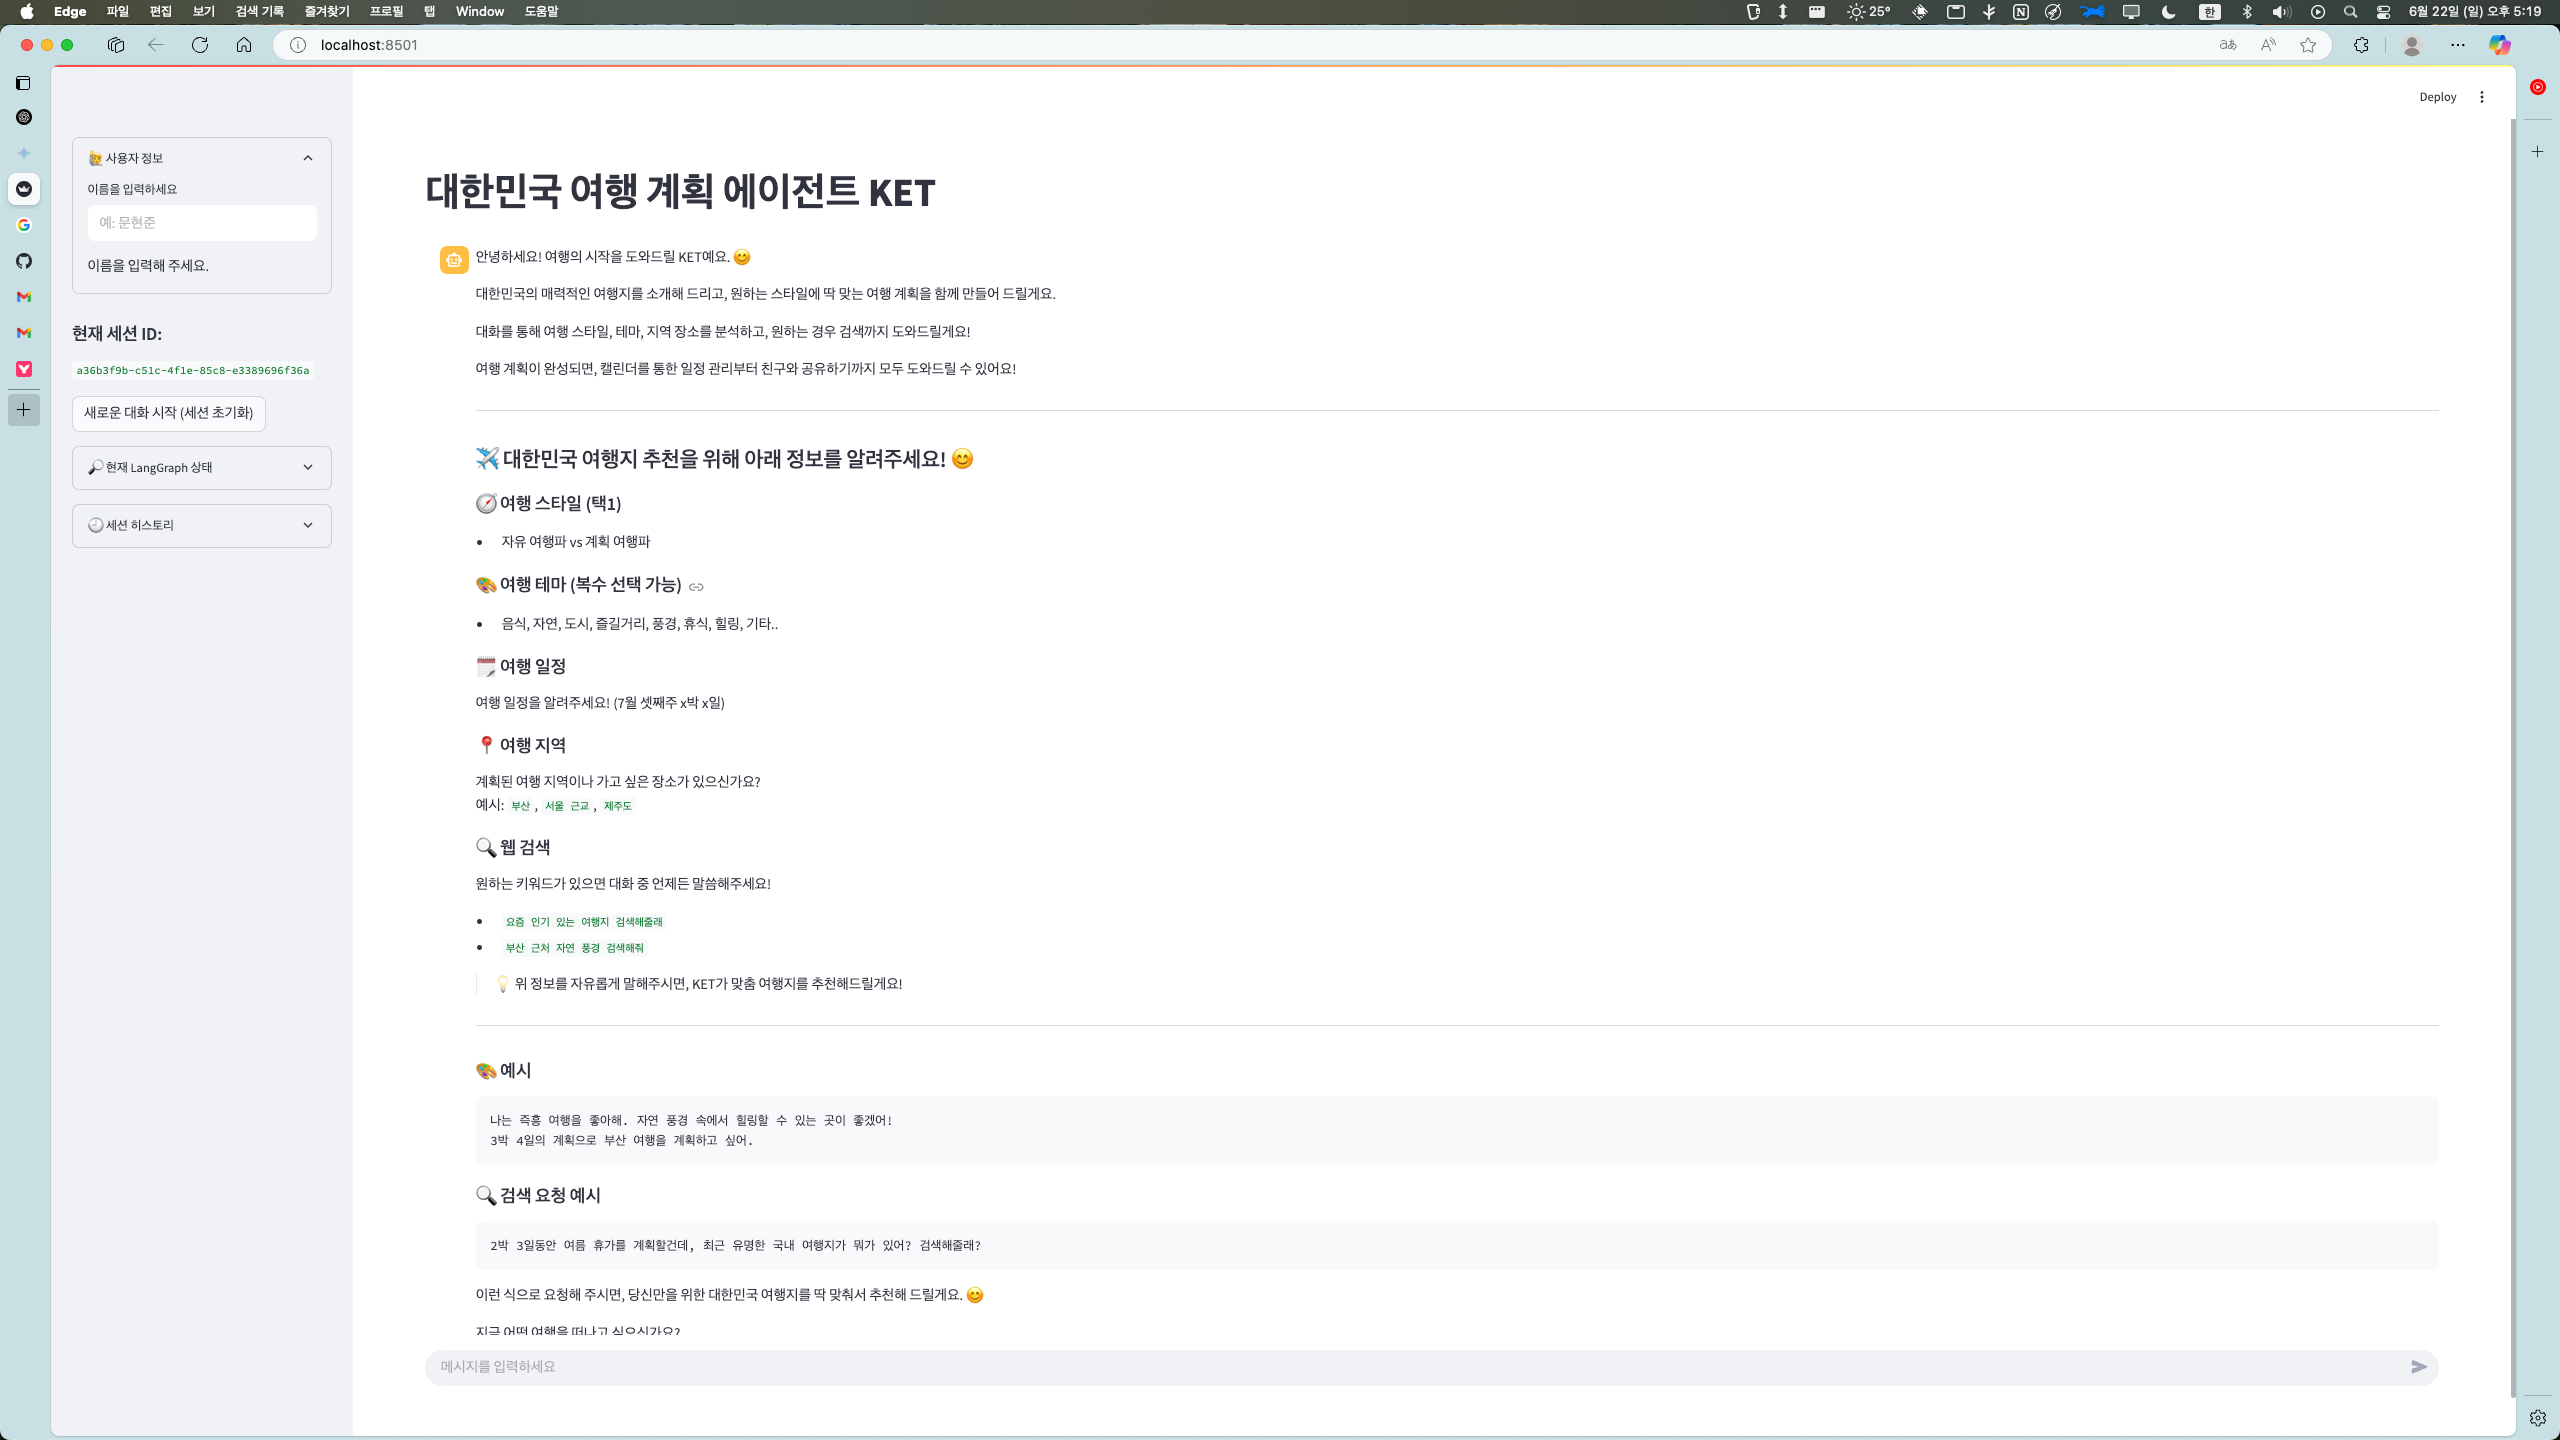 Edge 파일 편집 보기 검색 기록 즐겨찾기 프로필 탭 Window 도움말 25° 한 6월 22일 (일) 오후 5:19
localhost:8501
Deploy
🙋 사용자 정보
이름을 입력하세요
예: 문현준
이름을 입력해 주세요.
현재 세션 ID:
a36b3f9b-c51c-4f1e-85c8-e3389696f36a
새로운 대화 시작 (세션 초기화)
🔎 현재 LangGraph 상태
🕘 세션 히스토리
대한민국 여행 계획 에이전트 KET
안녕하세요! 여행의 시작을 도와드릴 KET예요. 😊
대한민국의 매력적인 여행지를 소개해 드리고, 원하는 스타일에 딱 맞는 여행 계획을 함께 만들어 드릴게요.
대화를 통해 여행 스타일, 테마, 지역 장소를 분석하고, 원하는 경우 검색까지 도와드릴게요!
여행 계획이 완성되면, 캘린더를 통한 일정 관리부터 친구와 공유하기까지 모두 도와드릴 수 있어요!
✈️ 대한민국 여행지 추천을 위해 아래 정보를 알려주세요! 😊
🧭 여행 스타일 (택1)
• 자유 여행파 vs 계획 여행파
🎨 여행 테마 (복수 선택 가능)
• 음식, 자연, 도시, 즐길거리, 풍경, 휴식, 힐링, 기타..
🗓️ 여행 일정
여행 일정을 알려주세요! (7월 셋째주 x박 x일)
📍 여행 지역
계획된 여행 지역이나 가고 싶은 장소가 있으신가요?
예시: 부산, 서울 근교, 제주도
🔍 웹 검색
원하는 키워드가 있으면 대화 중 언제든 말씀해주세요!
• 요즘 인기 있는 여행지 검색해줄래
• 부산 근처 자연 풍경 검색해줘
💡 위 정보를 자유롭게 말해주시면, KET가 맞춤 여행지를 추천해드릴게요!
🎨 예시
나는 즉흥 여행을 좋아해. 자연 풍경 속에서 힐링할 수 있는 곳이 좋겠어!
3박 4일의 계획으로 부산 여행을 계획하고 싶어.
🔍 검색 요청 예시
2박 3일동안 여름 휴가를 계획할건데, 최근 유명한 국내 여행지가 뭐가 있어? 검색해줄래?
이런 식으로 요청해 주시면, 당신만을 위한 대한민국 여행지를 딱 맞춰서 추천해 드릴게요. 😊
지금 어떤 여행을 떠나고 싶으신가요?
메시지를 입력하세요